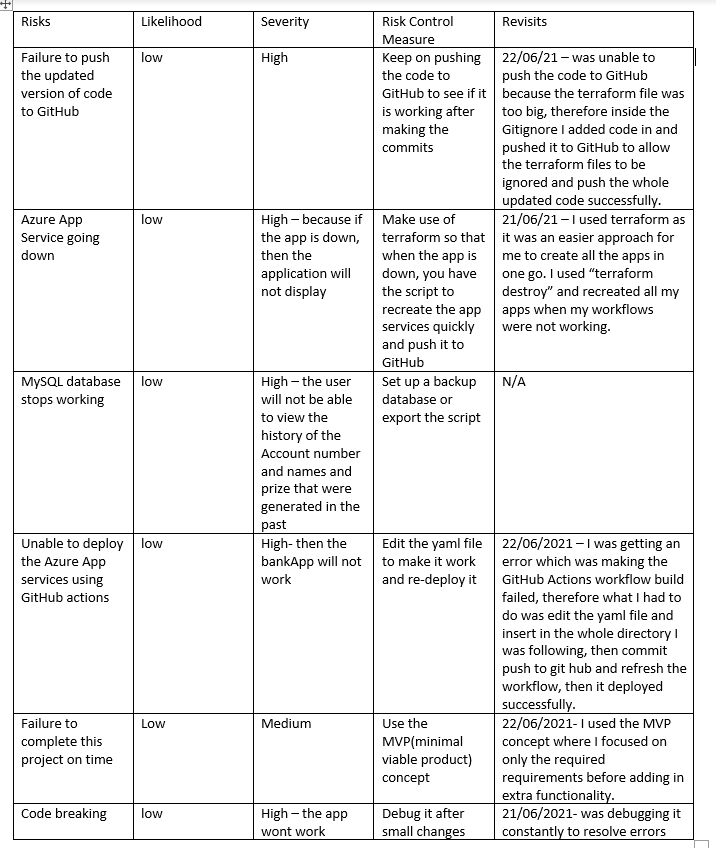 Risks
Likelihood
Severity
Risk Control
Measure
Revisits
Failure to push
the updated
version of code
to GitHub
low
High
Keep on pushing
the code to
GitHub to see if it
is working after
making the
commits
22/06/21 – was unable to
push the code to GitHub
because the terraform file was
too big, therefore inside the
Gitignore I added code in and
pushed it to GitHub to allow
the terraform files to be
ignored and push the whole
updated code successfully.
Azure App
Service going
down
low
High – because if
the app is down,
then the
application will
not display
Make use of
terraform so that
when the app is
down, you have
the script to
recreate the app
services quickly
and push it to
GitHub
21/06/21 – I used terraform as
it was an easier approach for
me to create all the apps in
one go. I used “terraform
destroy” and recreated all my
apps when my workflows
were not working.
MySQL database
stops working
low
High – the user
will not be able
to view the
history of the
Account number
and names and
prize that were
generated in the
past
Set up a backup
database or
export the script
N/A
Unable to deploy
the Azure App
services using
GitHub actions
low
High- then the
bankApp will not
work
Edit the yaml file
to make it work
and re-deploy it
22/06/2021 – I was getting an
error which was making the
GitHub Actions workflow build
failed, therefore what I had to
do was edit the yaml file and
insert in the whole directory I
was following, then commit
push to git hub and refresh the
workflow, then it deployed
successfully.
Failure to
complete this
project on time
Low
Medium
Use the
MVP(minimal
viable product)
concept
22/06/2021- I used the MVP
concept where I focused on
only the required
requirements before adding in
extra functionality.
Code breaking
low
High – the app
wont work
Debug it after
small changes
21/06/2021- was debugging it
constantly to resolve errors